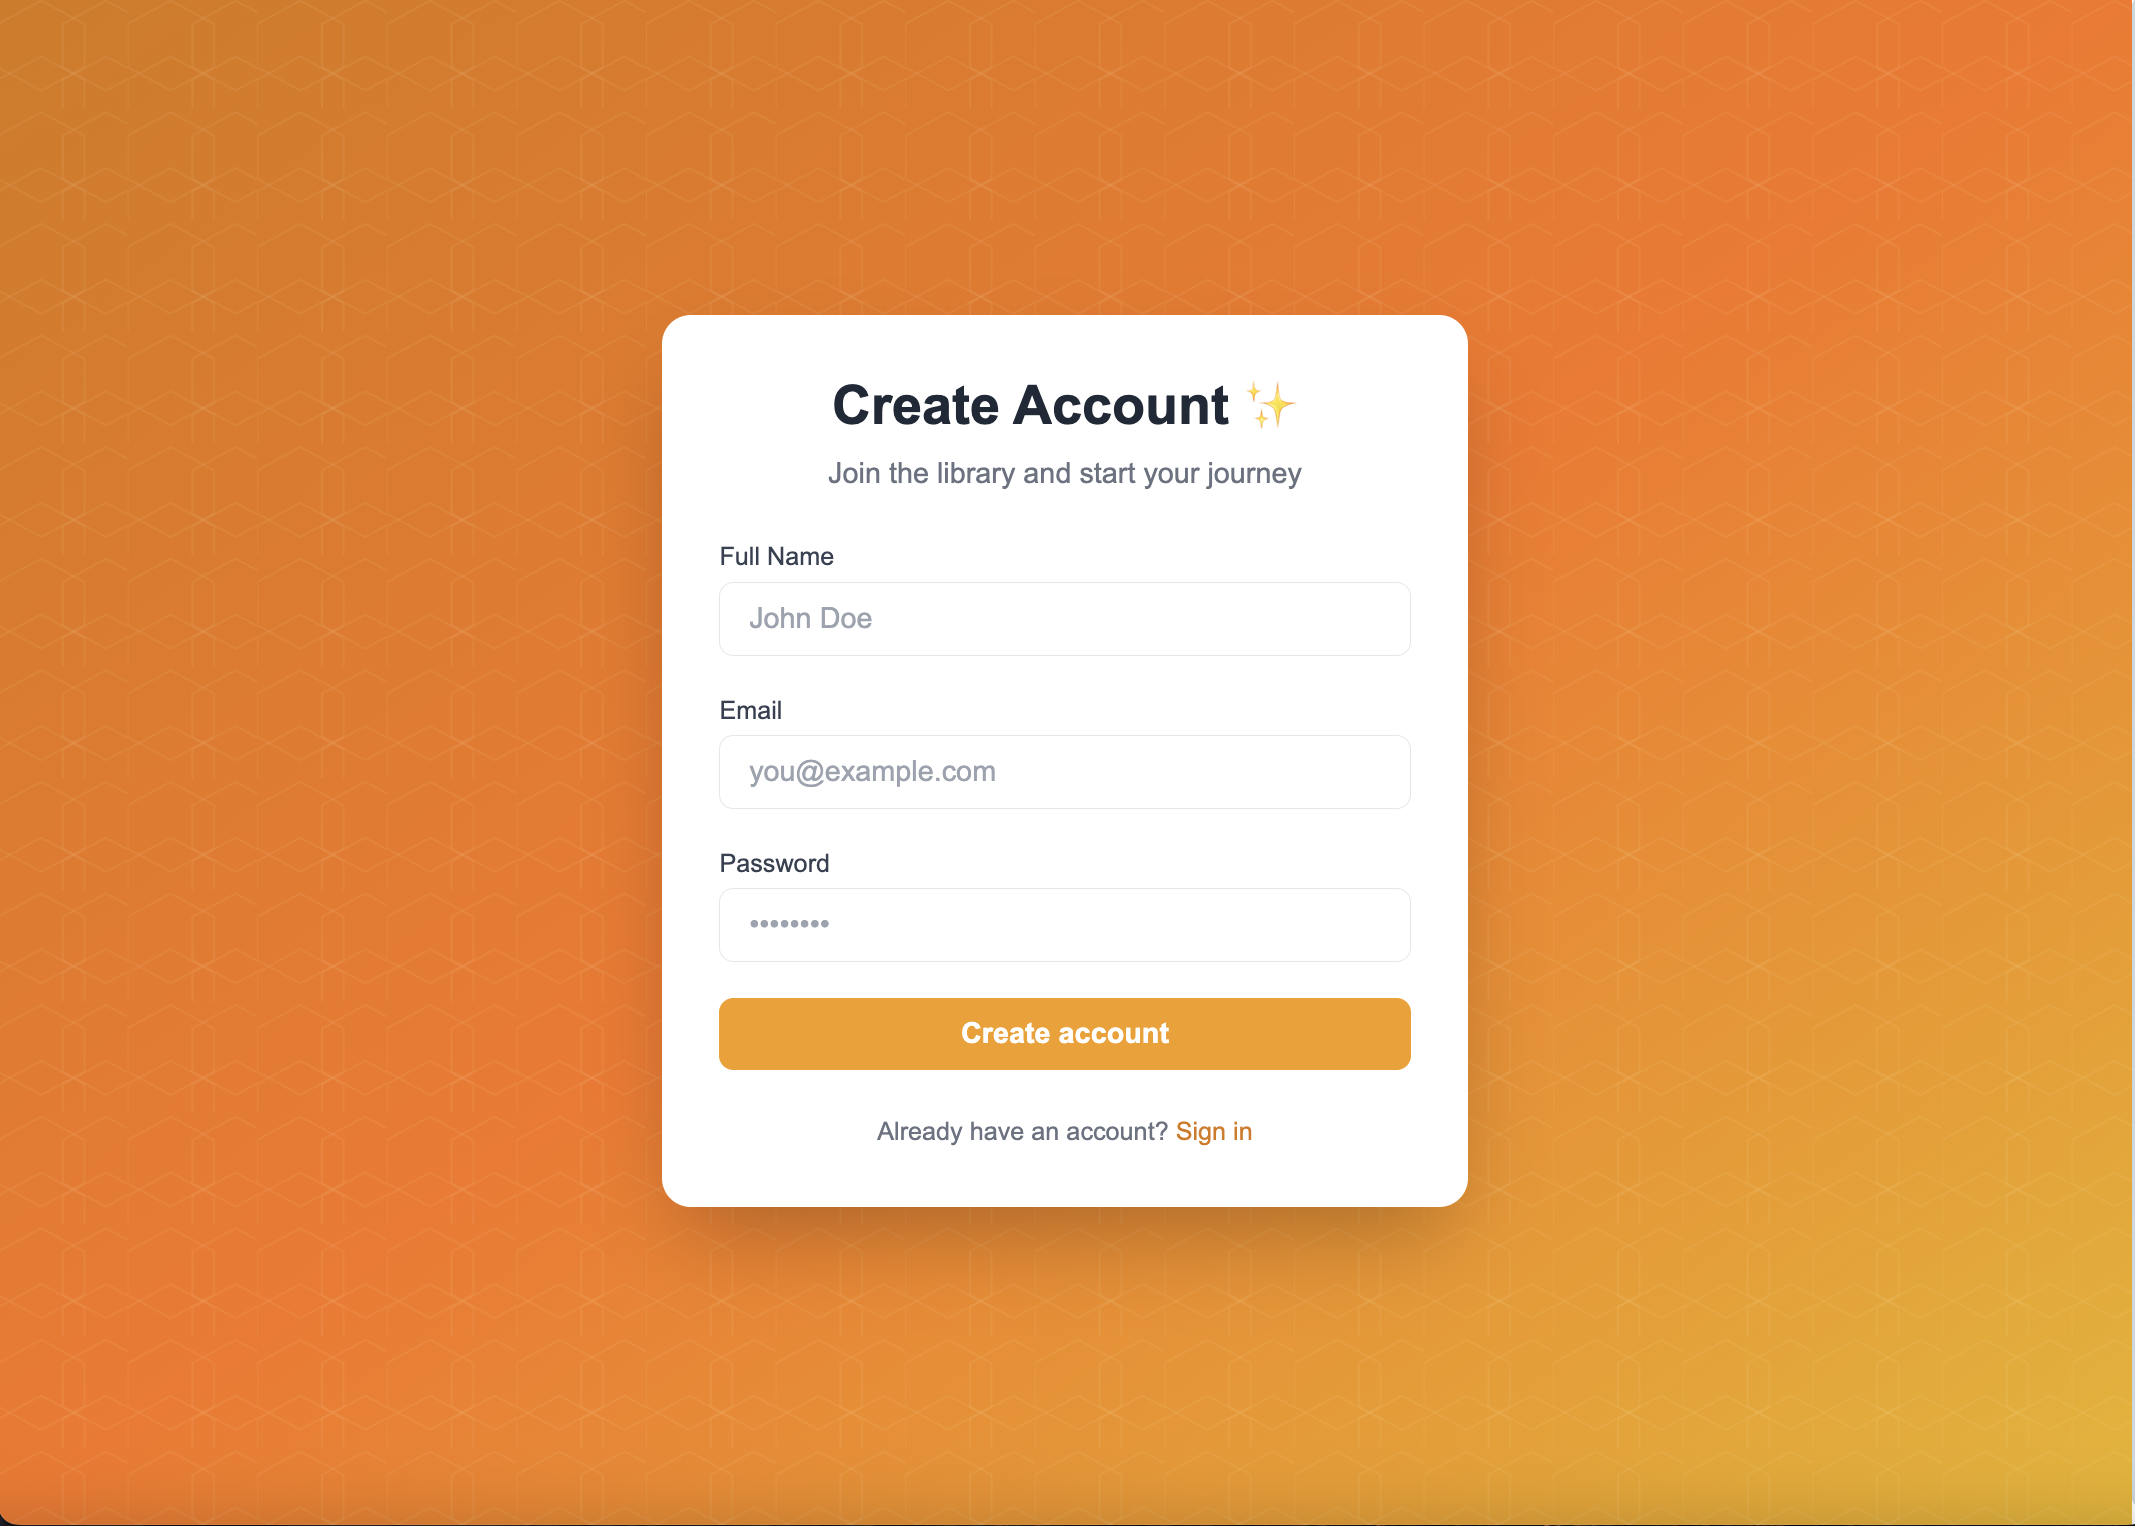 Create Account ✨
Join the library and start your journey
Full Name
John Doe
Email
you@example.com
Password
••••••••
Create account
Already have an account? Sign in